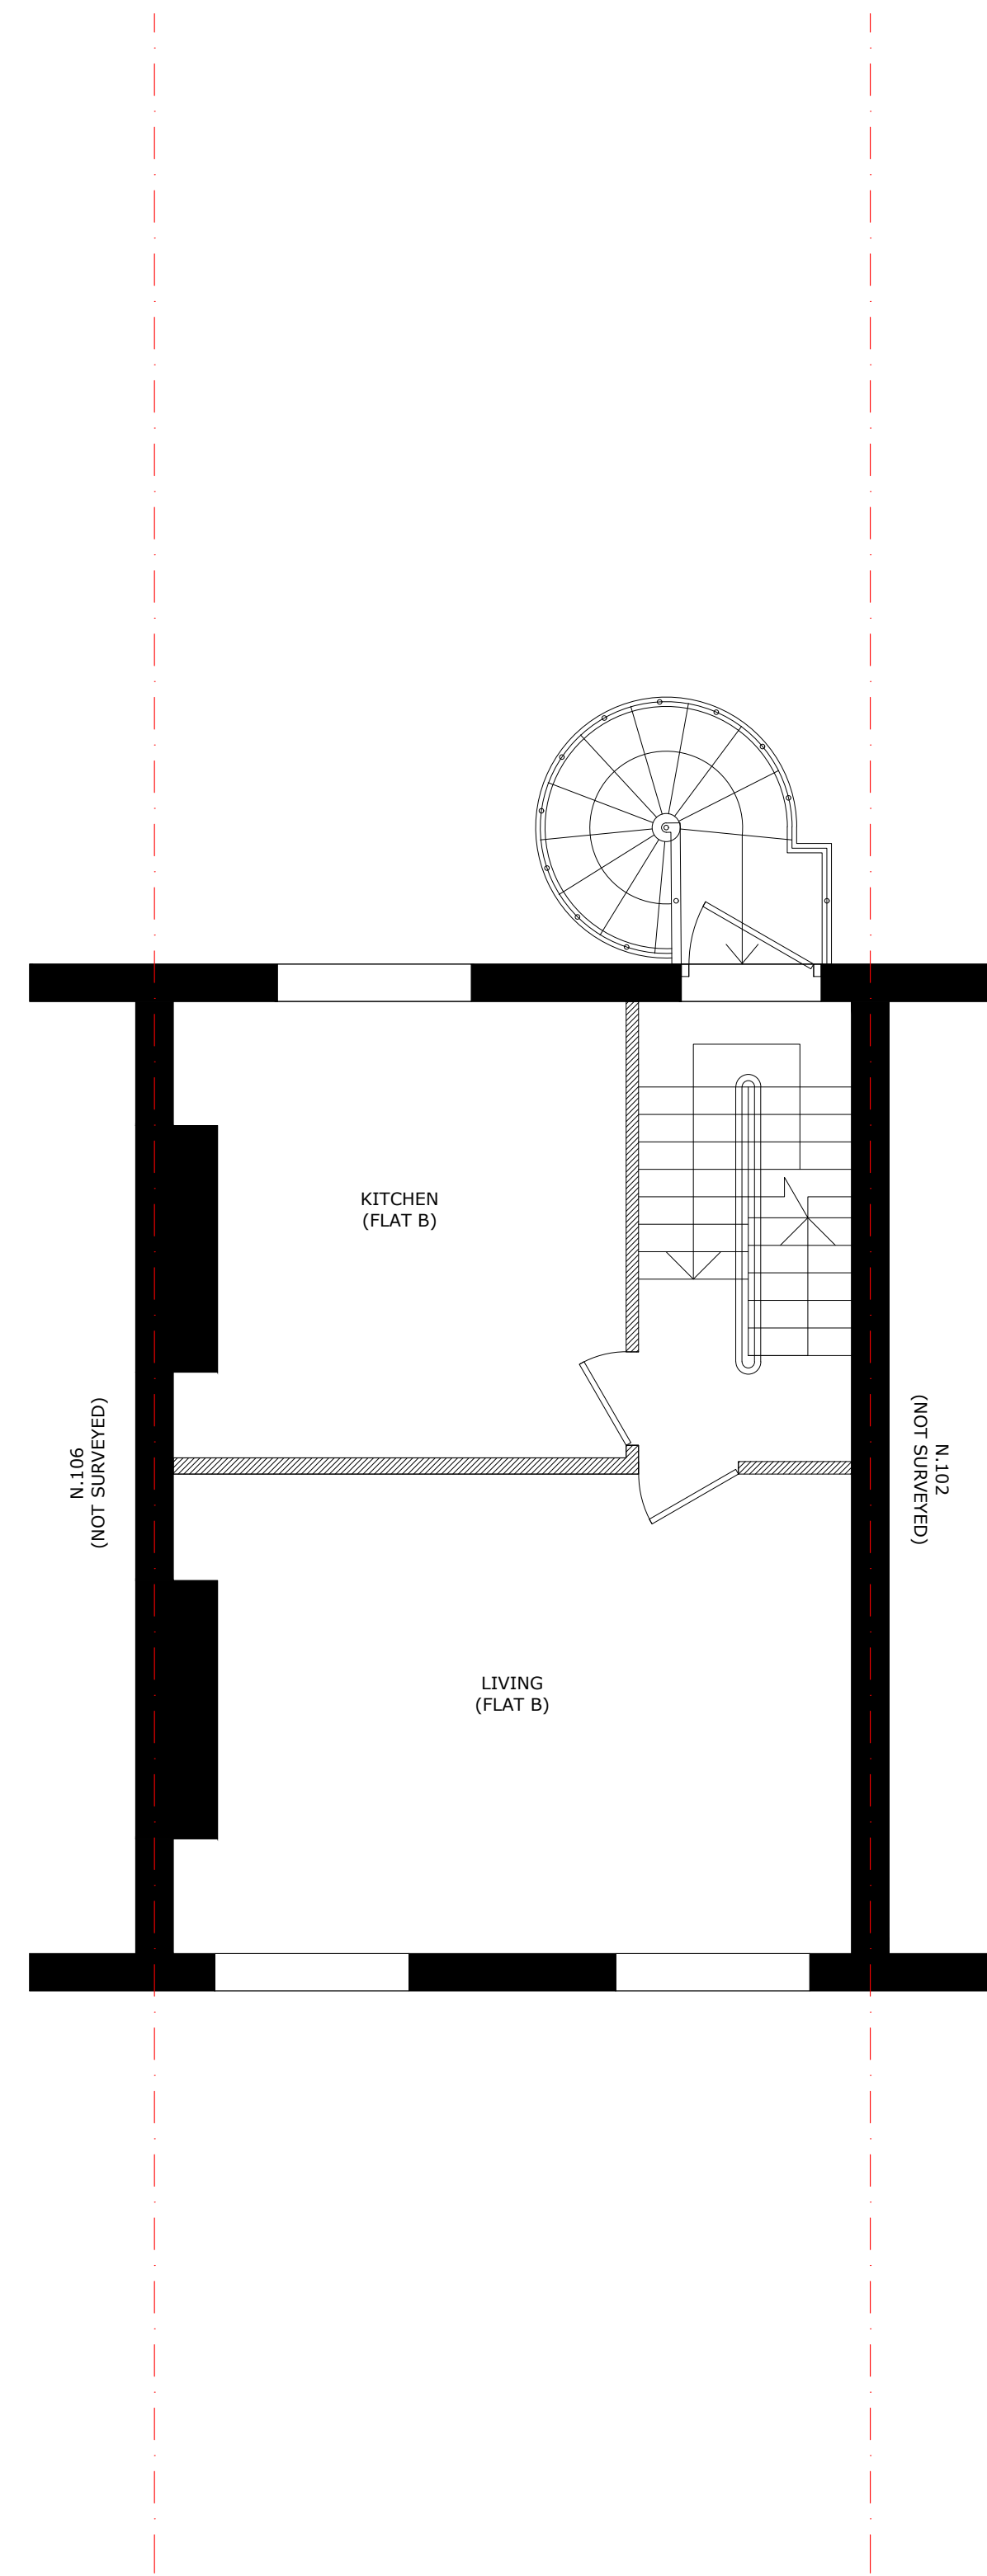 KITCHEN
(FLAT B)
N.106
(NOT SURVEYED)
N.102
(NOT SURVEYED)
LIVING
(FLAT B)